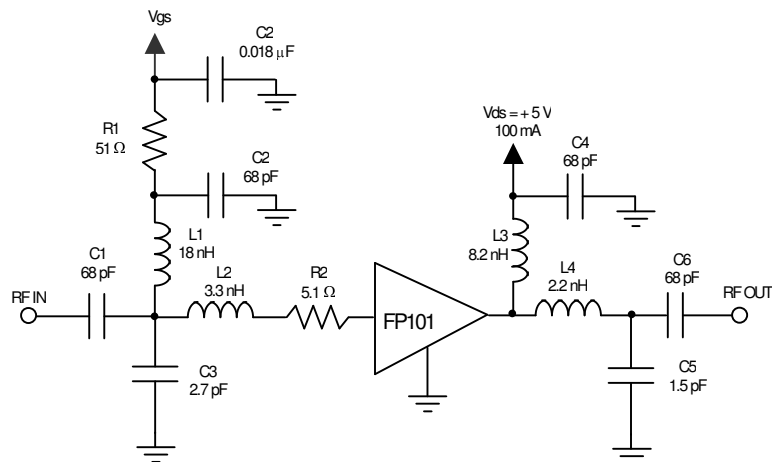 Vgs
C2
0.018 μF
R1
51 Ω
C2
68 pF
L1
18 nH
C1
68 pF
RF IN
L2
3.3 nH
R2
5.1 Ω
C3
2.7 pF
FP101
Vds = + 5 V
100 mA
C4
68 pF
L3
8.2 nH
L4
2.2 nH
C6
68 pF
RF OUT
C5
1.5 pF